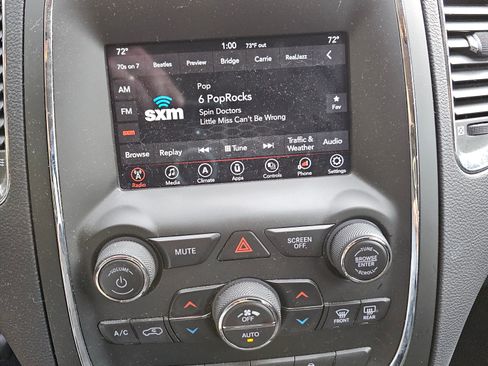 72° 1:00 73°F out 72°
70s on 7 Beatles Preview Bridge Carrie RealJazz
AM
Pop
6 PopRocks
FM
sxm
Spin Doctors
Little Miss Can't Be Wrong
Fav
sxm
Browse Replay Tune Traffic & Weather Audio
Radio Media Climate Apps Controls Phone Settings
MUTE
SCREEN OFF
VOLUME
TUNE
BROWSE
ENTER
SCROLL
OFF
AUTO
A/C
FRONT
REAR